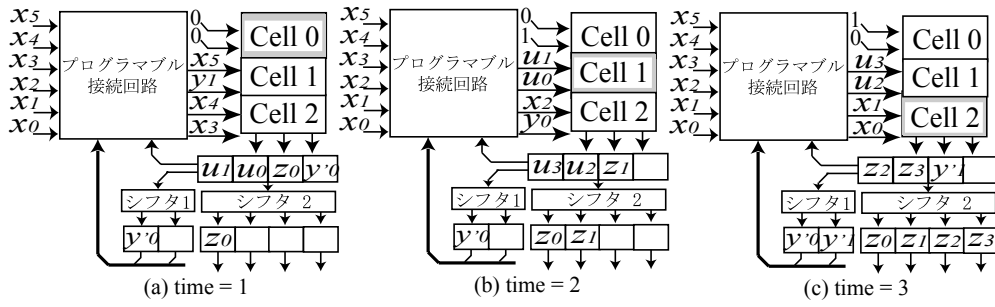 x5
x4
x3
x2
x1
x0
プログラマブル
接続回路
0
0
x5
y1
x4
x3
Cell 0
Cell 1
Cell 2
u1 u0 z0 y'0
シフタ1
シフタ 2
y'0
z0
(a) time = 1
x5
x4
x3
x2
x1
x0
プログラマブル
接続回路
0
1
u1
u0
x2
y0
Cell 0
Cell 1
Cell 2
u3 u2 z1
シフタ1
シフタ 2
y'0
z0 z1
(b) time = 2
x5
x4
x3
x2
x1
x0
プログラマブル
接続回路
1
0
u3
u2
x1
x0
Cell 0
Cell 1
Cell 2
z2 z3 y'1
シフタ1
シフタ 2
y'0 y'1
z0 z1 z2 z3
(c) time = 3